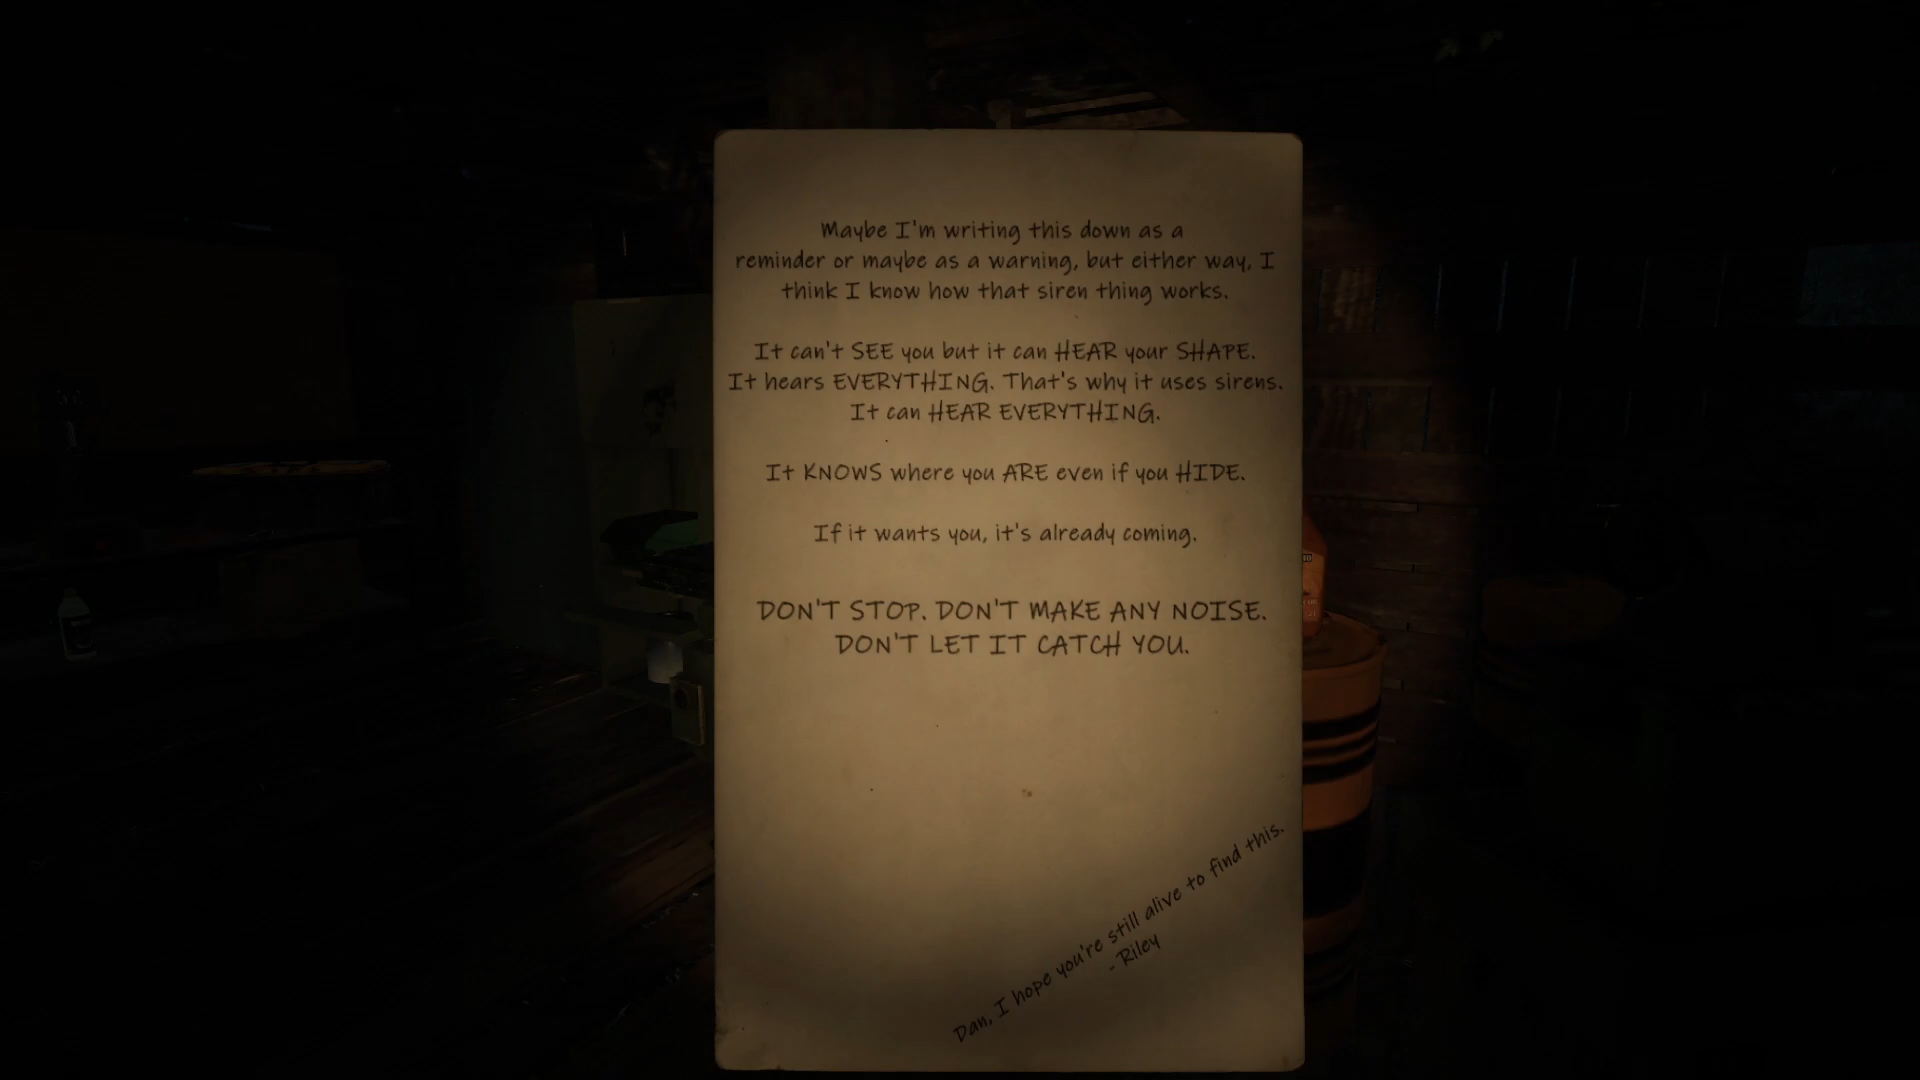 Maybe I'm writing this down as a
reminder or maybe as a warning, but either way, I
think I know how that siren thing works.
It can't SEE you but it can HEAR your SHAPE.
It hears EVERYTHING. That's why it uses sirens.
It can HEAR EVERYTHING.
It KNOWS where you ARE even if you HIDE.
If it wants you, it's already coming.
DON'T STOP. DON'T MAKE ANY NOISE.
DON'T LET IT CATCH YOU.
Dan, I hope you're still alive to find this.
- Riley